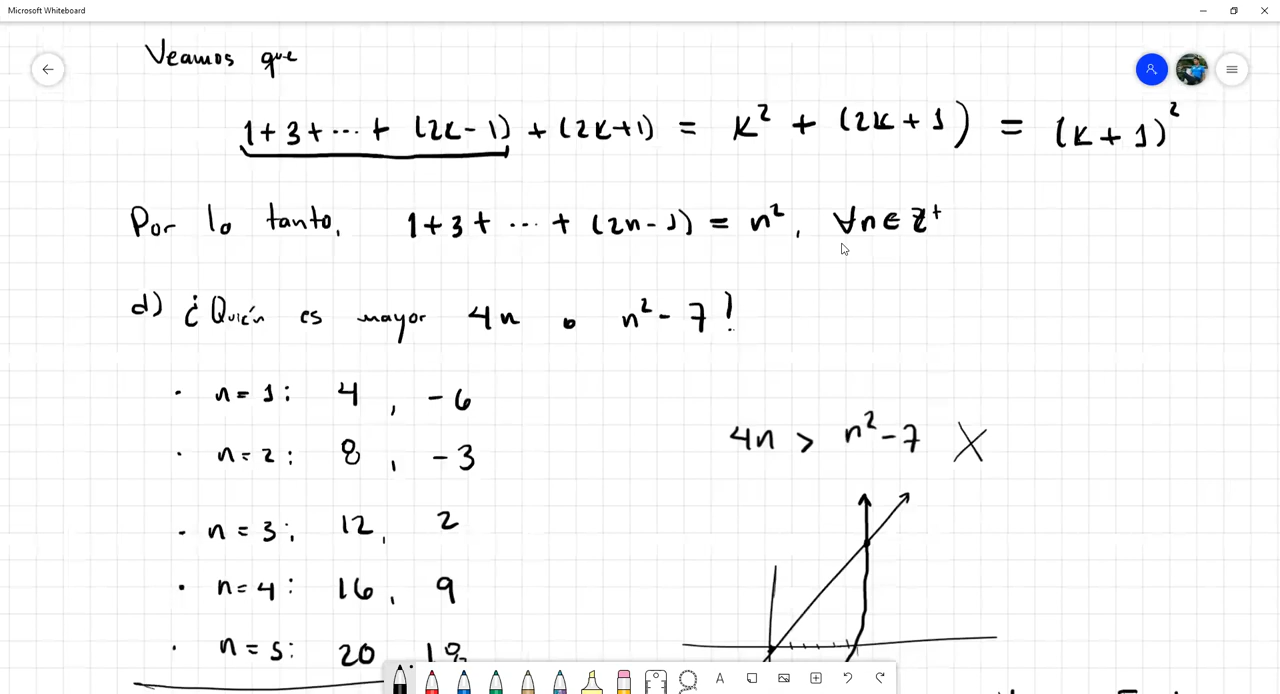 Microsoft Whiteboard
Veamos que
1+3+⋯+(2k-1)+(2k+1) = k² + (2k+1) = (k+1)²
Por lo tanto, 1+3+⋯+(2n-1) = n², ∀n∈ℤ⁺
d) ¿Quién es mayor 4n o n²-7?
· n=1: 4, -6
· n=2: 8, -3
4n > n²-7 X
· n=3: 12, 2
· n=4: 16, 9
· n=5: 20
A